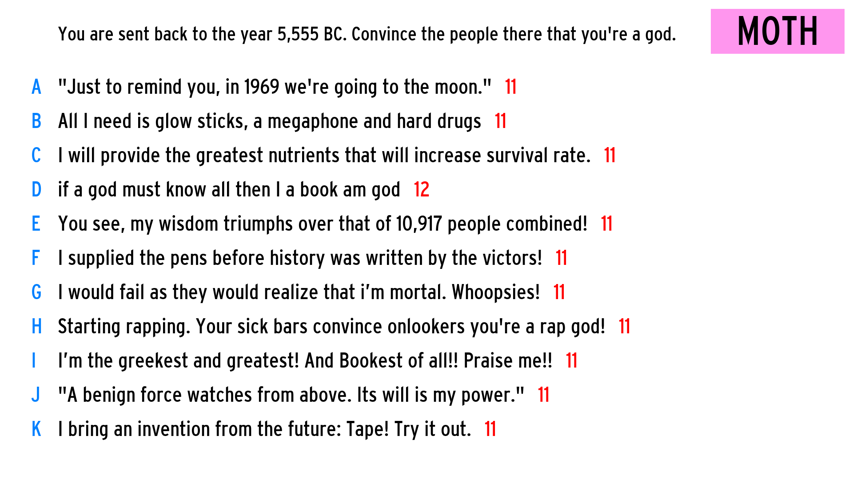 You are sent back to the year 5,555 BC. Convince the people there that you're a god.
MOTH
A "Just to remind you, in 1969 we're going to the moon." 11
B All I need is glow sticks, a megaphone and hard drugs 11
C I will provide the greatest nutrients that will increase survival rate. 11
D if a god must know all then I a book am god 12
E You see, my wisdom triumphs over that of 10,917 people combined! 11
F I supplied the pens before history was written by the victors! 11
G I would fail as they would realize that i’m mortal. Whoopsies! 11
H Starting rapping. Your sick bars convince onlookers you're a rap god! 11
I I’m the greekest and greatest! And Bookest of all!! Praise me!! 11
J "A benign force watches from above. Its will is my power." 11
K I bring an invention from the future: Tape! Try it out. 11